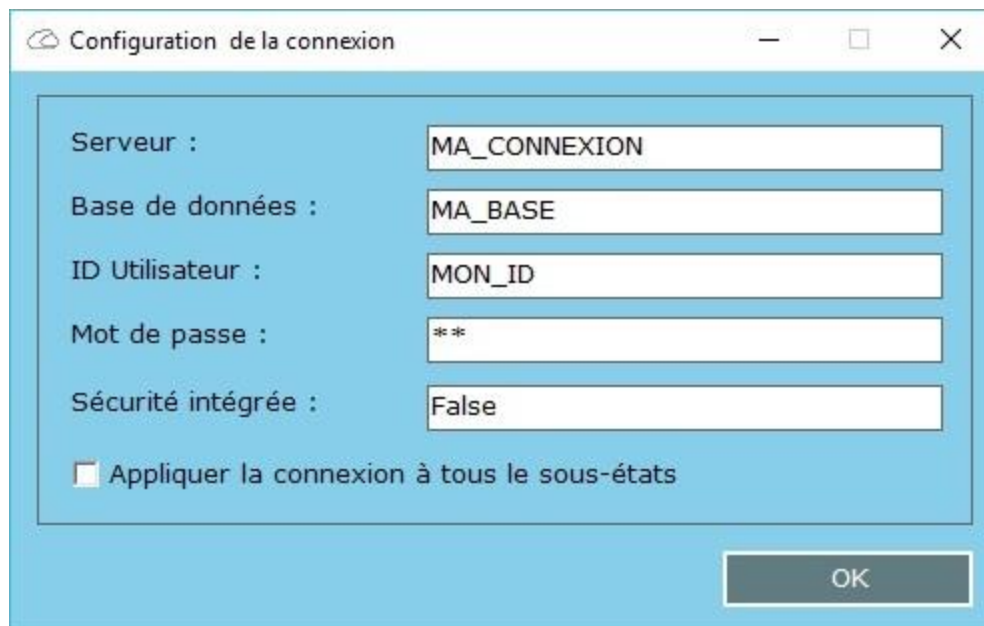 Configuration de la connexion
Serveur : MA_CONNEXION
Base de données : MA_BASE
ID Utilisateur : MON_ID
Mot de passe : **
Sécurité intégrée : False
Appliquer la connexion à tous le sous-états
OK